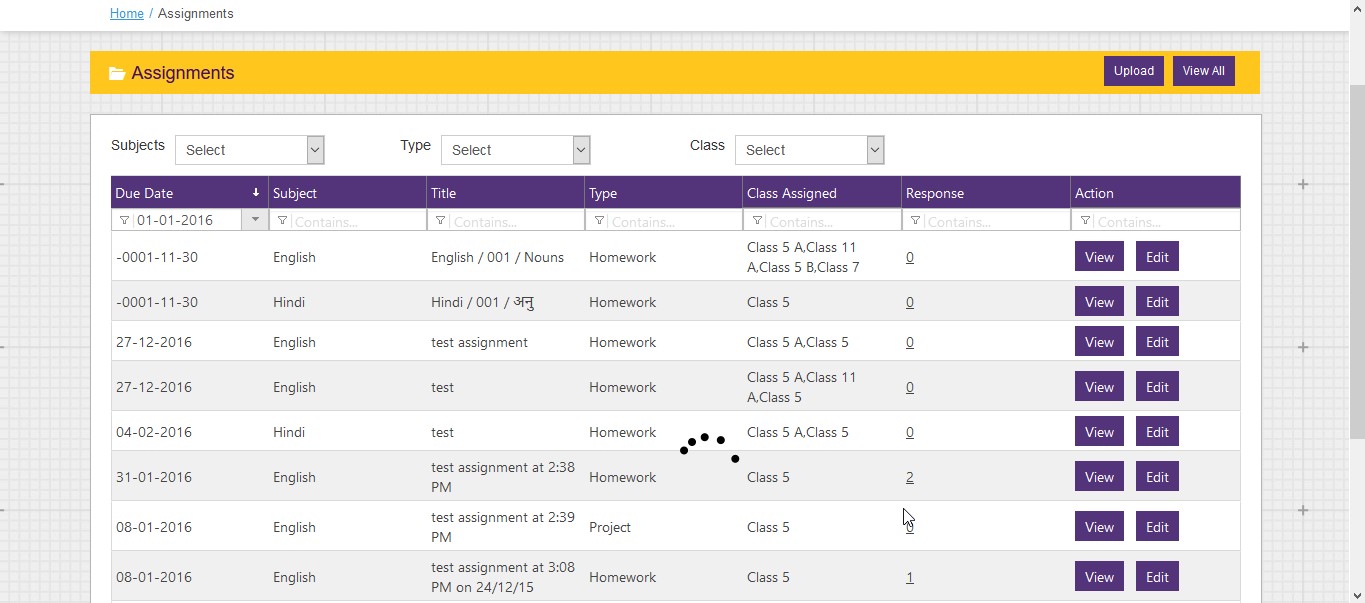 Home / Assignments
Assignments
Upload
View All
Subjects Select Type Select Class Select
Due Date Subject Title Type Class Assigned Response Action
01-01-2016 Contains... Contains... Contains... Contains... Contains... Contains...
-0001-11-30 English English / 001 / Nouns Homework Class 5 A,Class 11 0 View Edit
A,Class 5 B,Class 7
-0001-11-30 Hindi Hindi / 001 / अनु Homework Class 5 0 View Edit
27-12-2016 English test assignment Homework Class 5 A,Class 5 0 View Edit
27-12-2016 English test Homework Class 5 A,Class 11 0 View Edit
A,Class 5
04-02-2016 Hindi test Homework Class 5 A,Class 5 0 View Edit
31-01-2016 English test assignment at 2:38 Homework Class 5 2 View Edit
PM
08-01-2016 English test assignment at 2:39 Project Class 5 0 View Edit
PM
08-01-2016 English test assignment at 3:08 Homework Class 5 1 View Edit
PM on 24/12/15